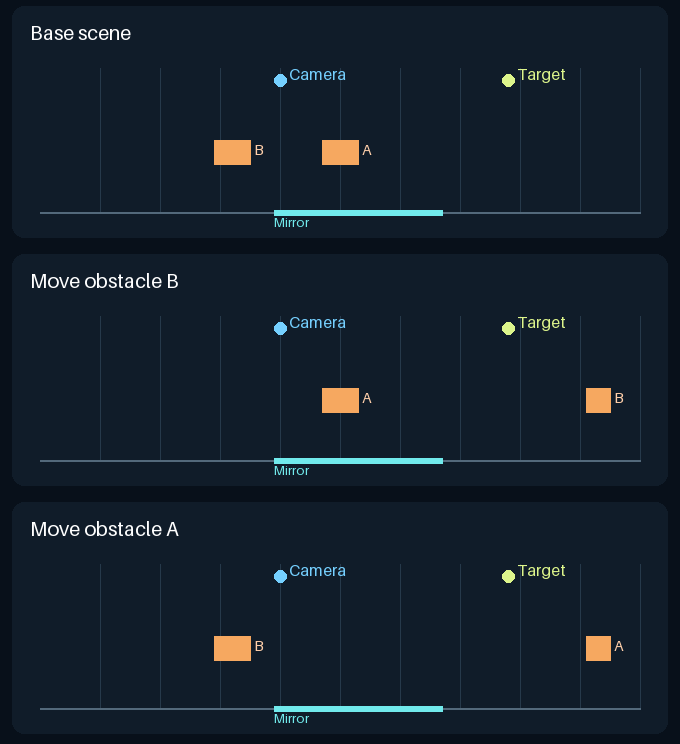 Base scene
Camera
Target
B
A
Mirror
Move obstacle B
Camera
Target
A
B
Mirror
Move obstacle A
Camera
Target
B
A
Mirror